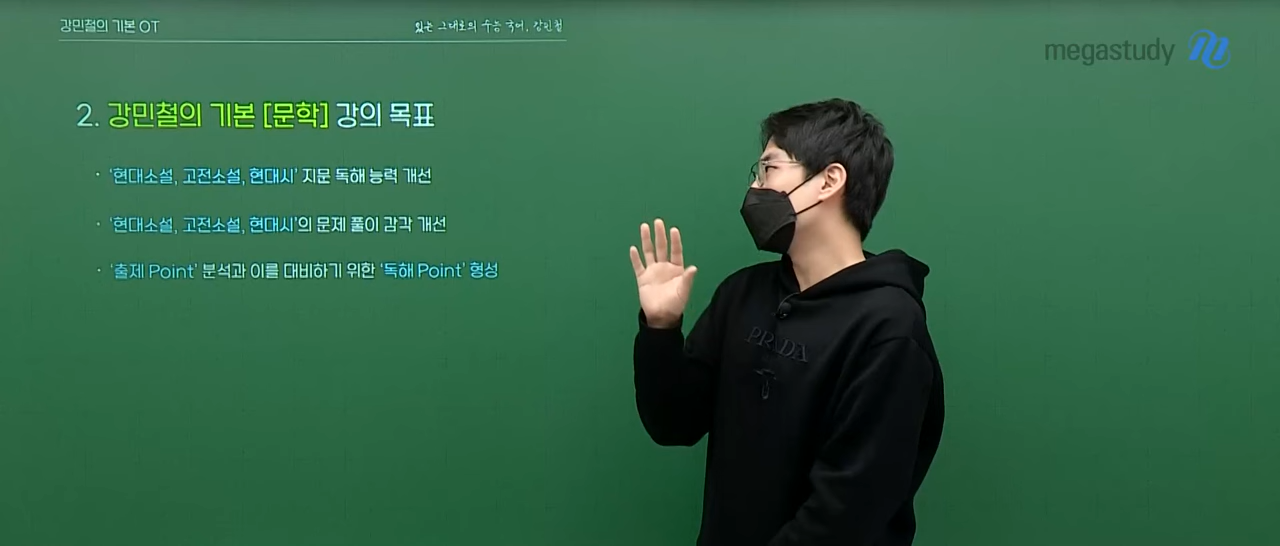 강민철의 기본 OT
있는 그대로의 수능 국어, 강민철
megastudy
2. 강민철의 기본 [문학] 강의 목표
· '현대소설, 고전소설, 현대시' 지문 독해 능력 개선
· '현대소설, 고전소설, 현대시'의 문제 풀이 감각 개선
· '출제 Point' 분석과 이를 대비하기 위한 '독해 Point' 형성
PRADA